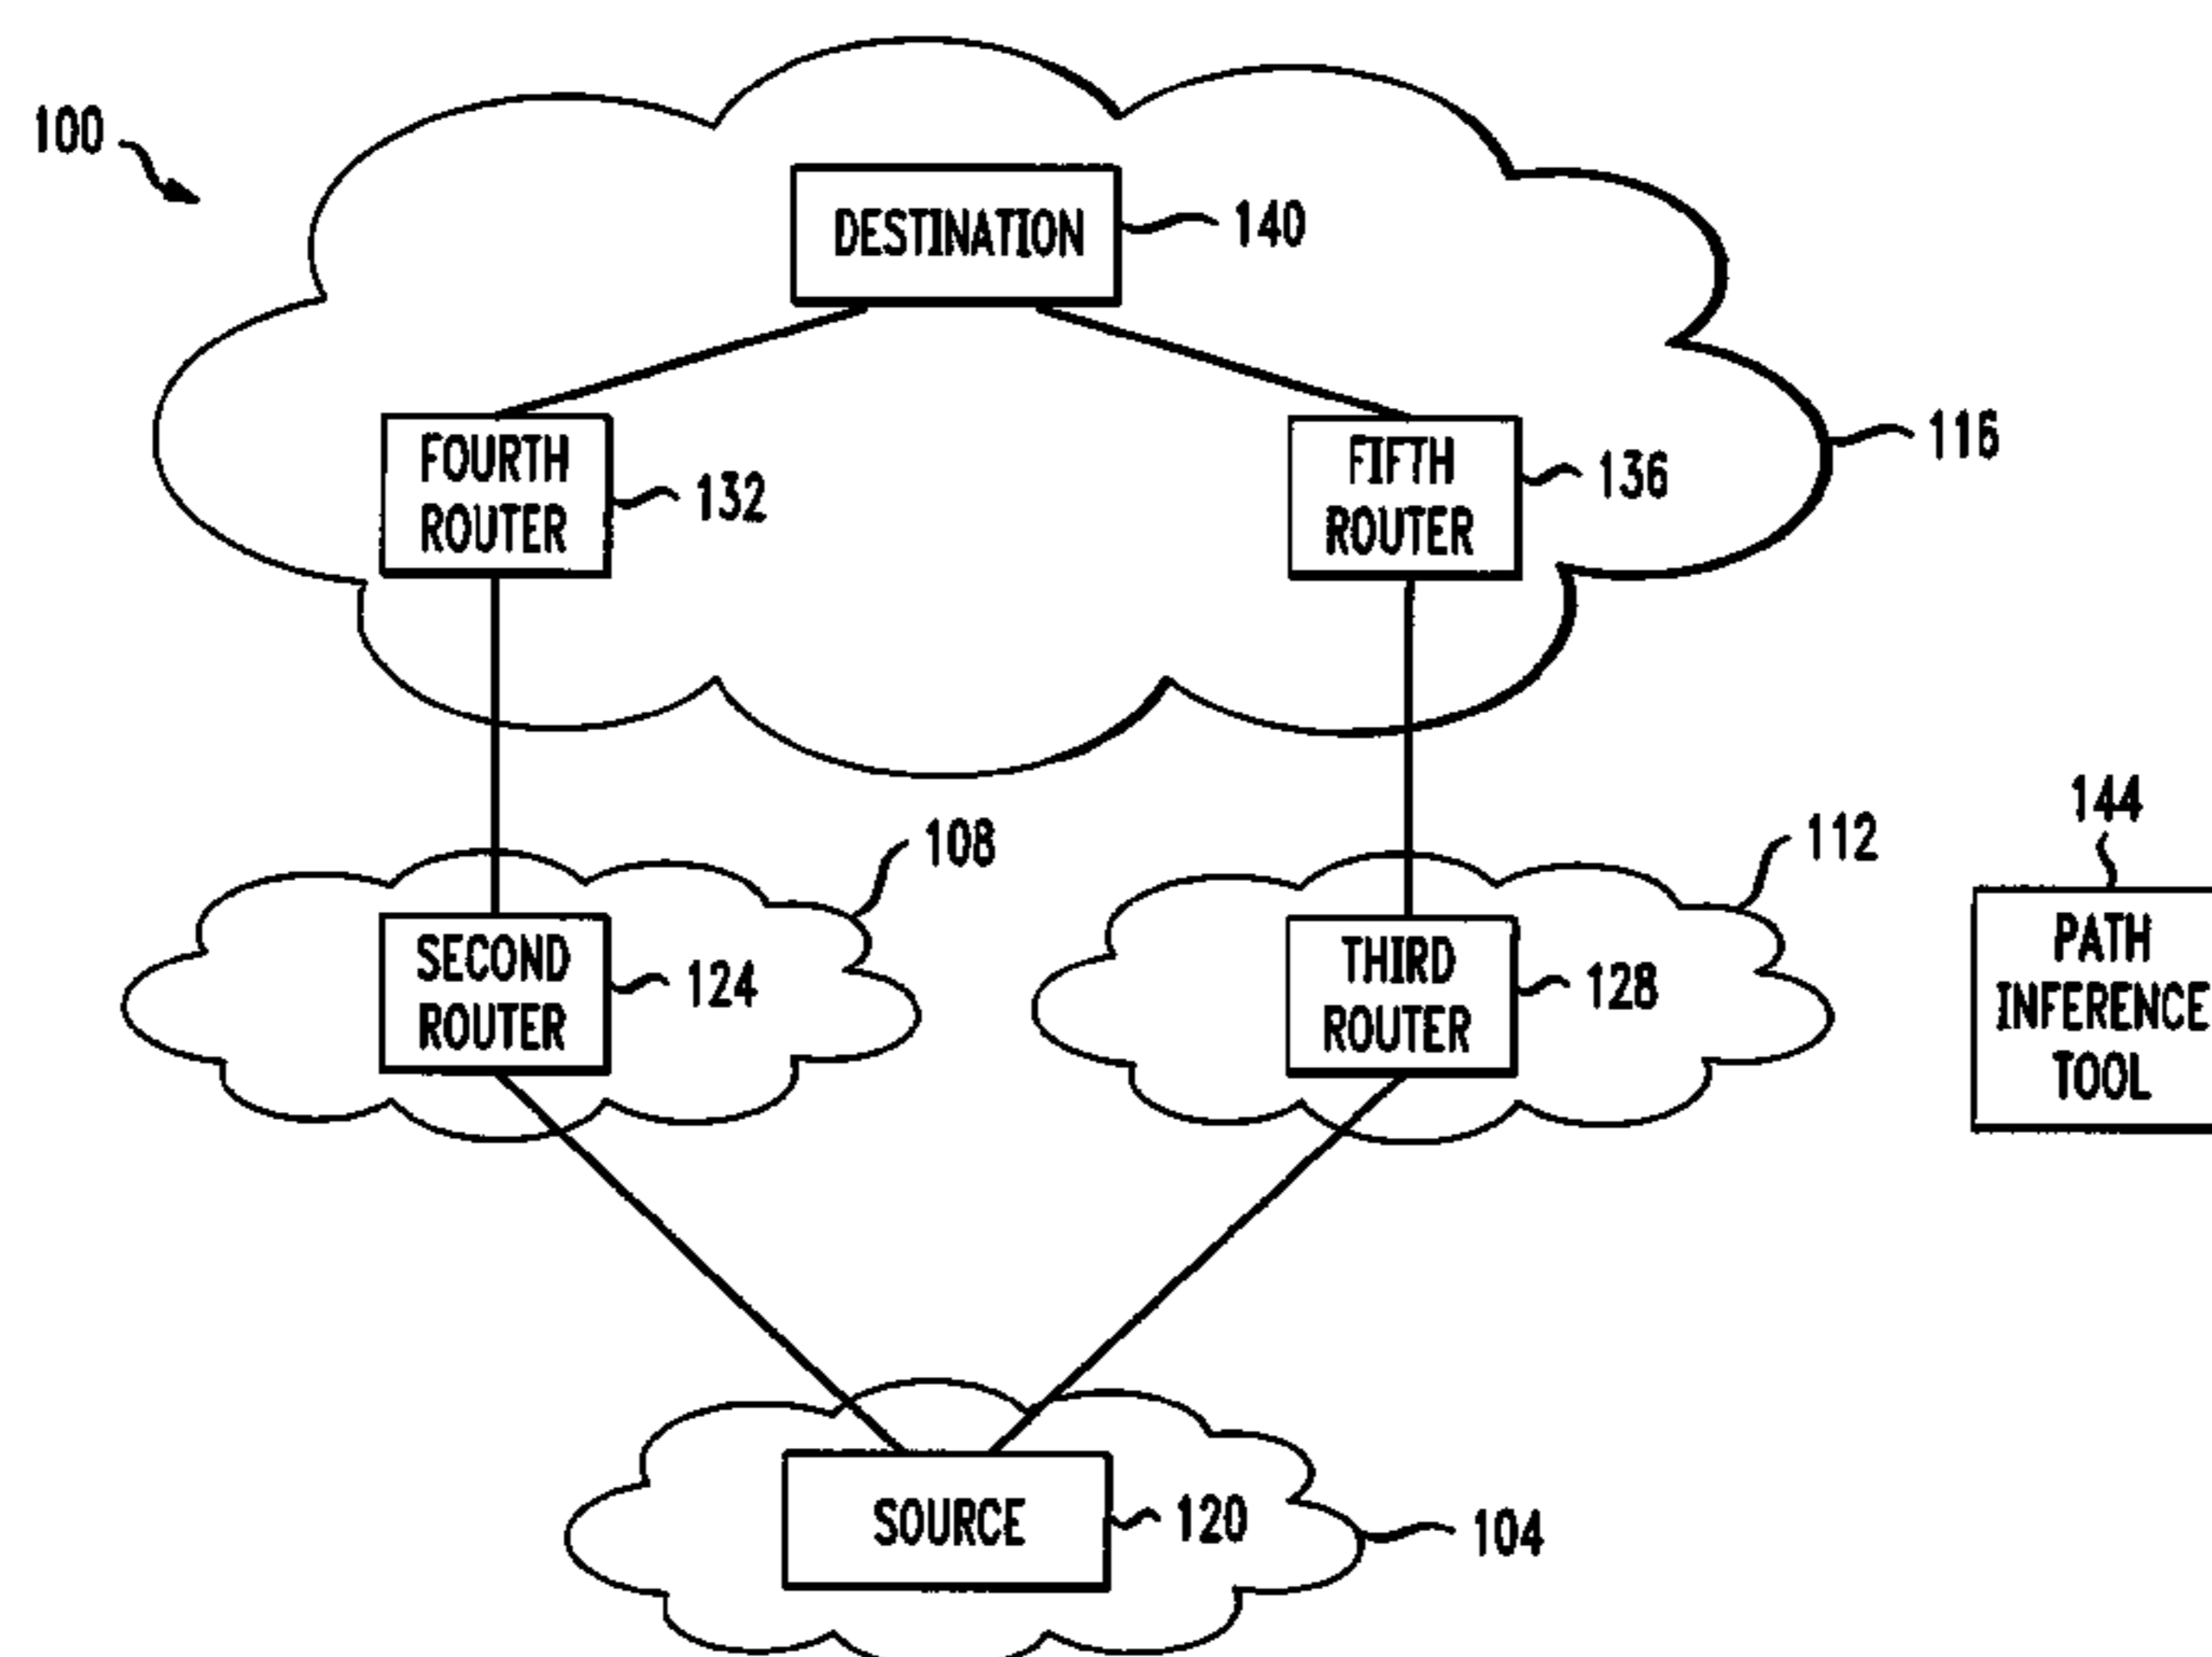 100
DESTINATION
140
FOURTH
ROUTER
132
FIFTH
ROUTER
136
116
108
SECOND
ROUTER
124
112
THIRD
ROUTER
128
144
PATH
INFERENCE
TOOL
SOURCE
120
104